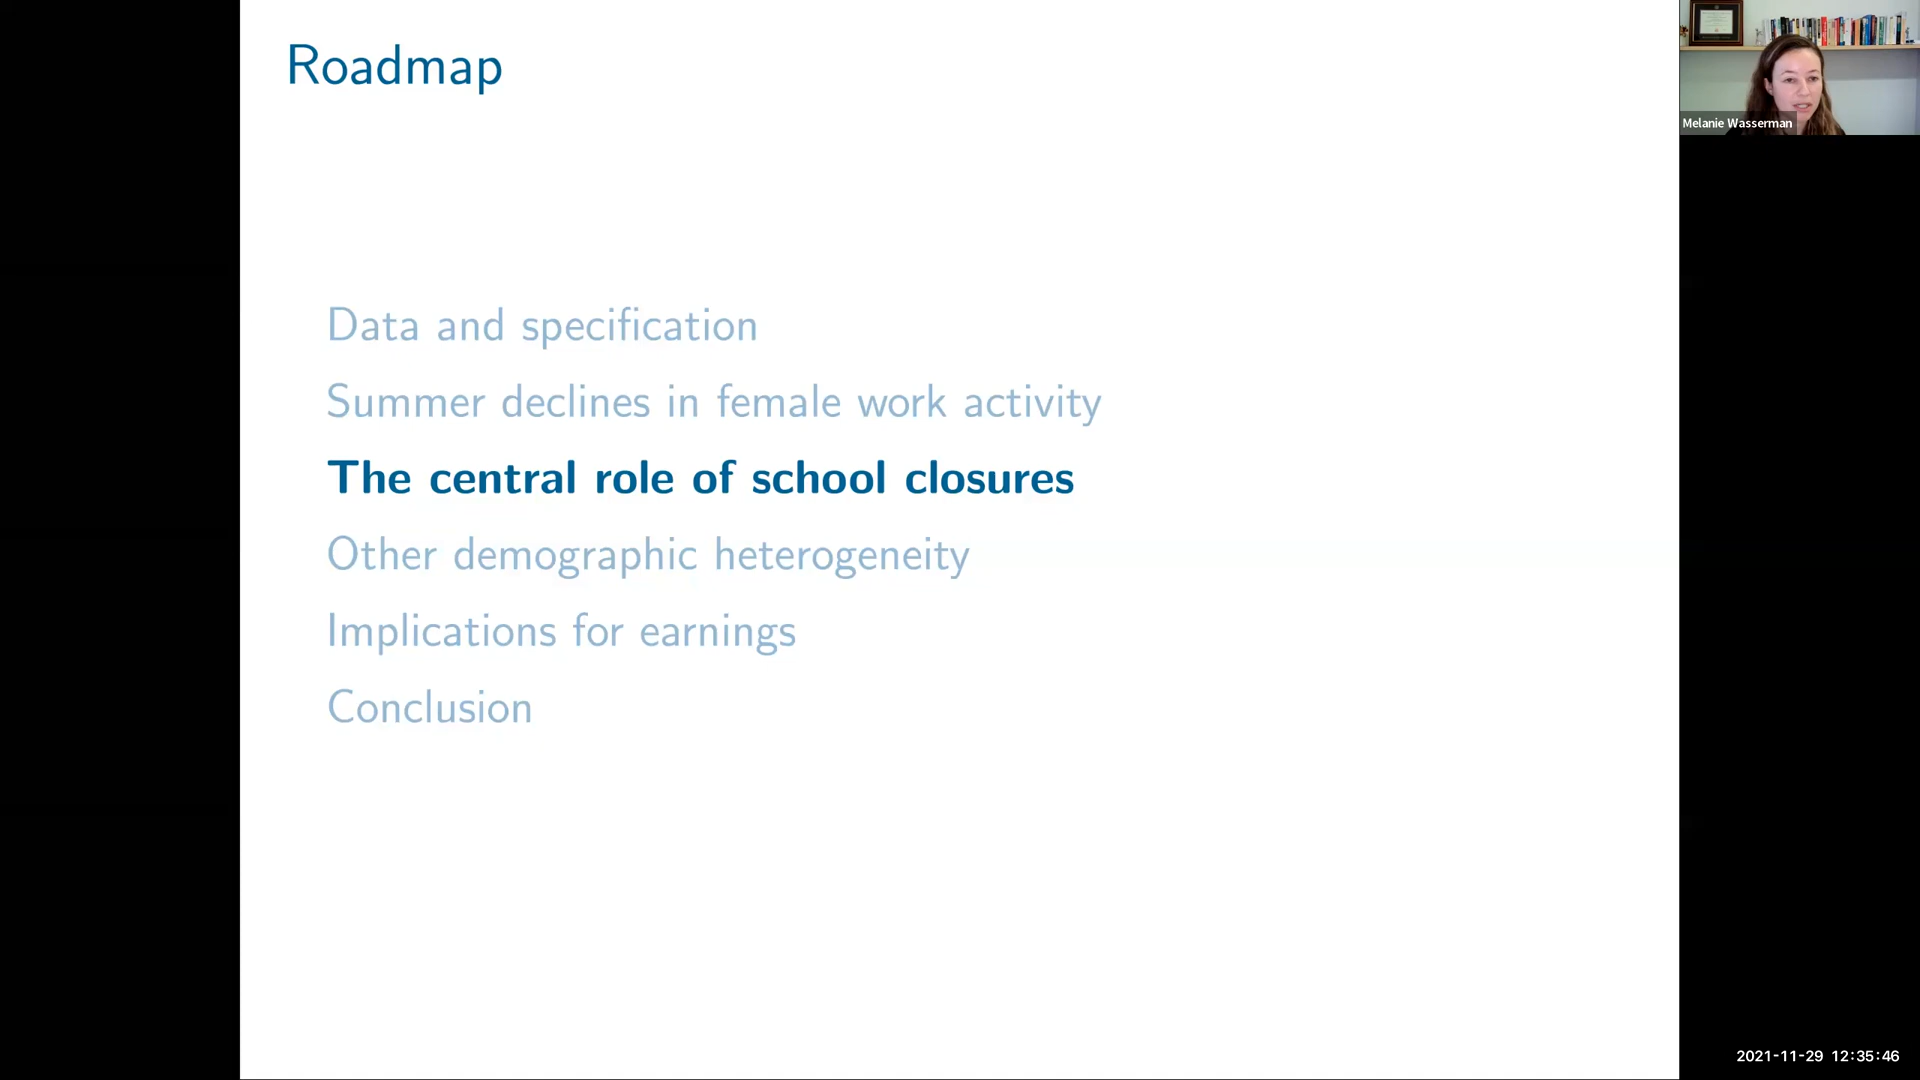 Roadmap
Data and specification
Summer declines in female work activity
The central role of school closures
Other demographic heterogeneity
Implications for earnings
Conclusion
Melanie Wasserman
2021-11-29 12:35:46